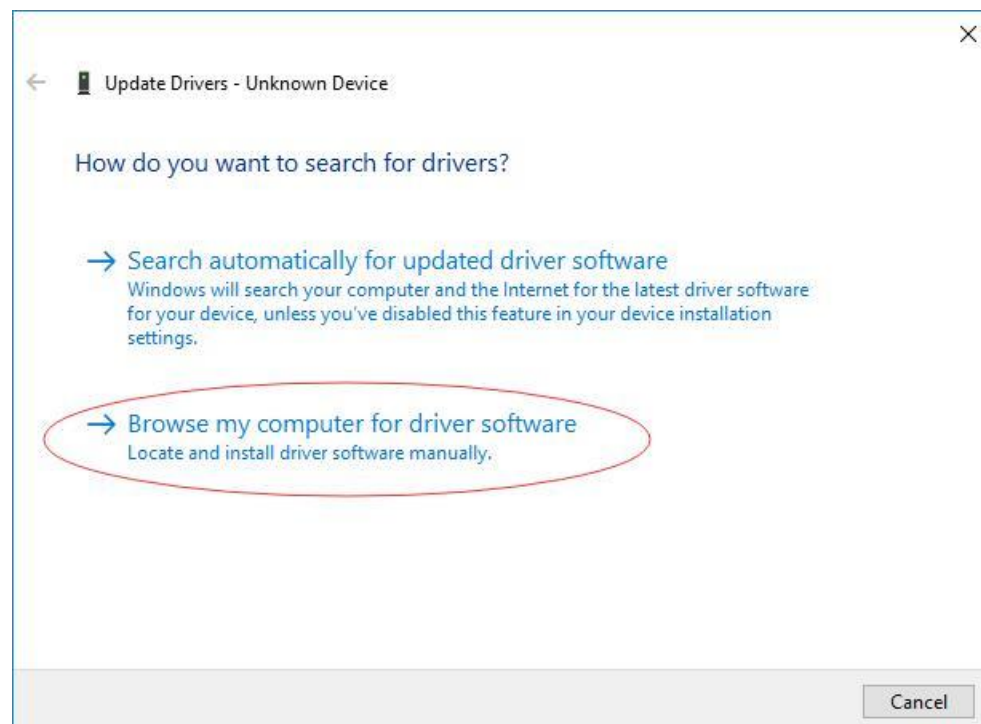 Update Drivers - Unknown Device
How do you want to search for drivers?
Search automatically for updated driver software
Windows will search your computer and the Internet for the latest driver software
for your device, unless you've disabled this feature in your device installation
settings.
Browse my computer for driver software
Locate and install driver software manually.
Cancel